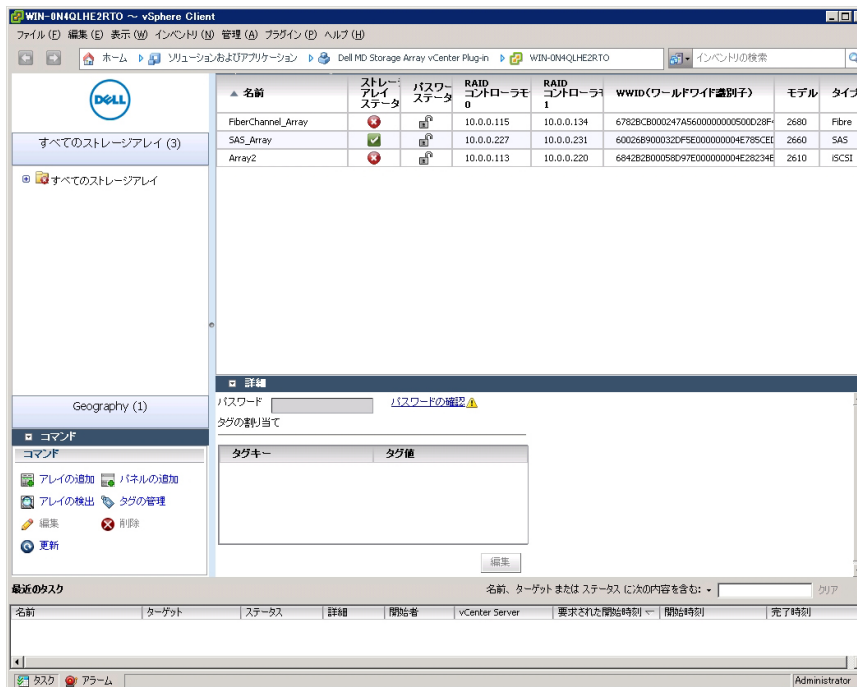 WIN-0N4QLHE2RTO ~ vSphere Client
ファイル(F) 編集(E) 表示(W) インベントリ(N) 管理(A) プラグイン(P) ヘルプ(H)
ホーム ソリューションおよびアプリケーション Dell MD Storage Array vCenter Plug-in WIN-0N4QLHE2RTO インベントリの検索
DELL
すべてのストレージアレイ (3)
すべてのストレージアレイ
Geography (1)
コマンド
コマンド
アレイの追加 パネルの追加
アレイの検出 タグの管理
編集 削除
更新
名前 ストレー アレイ ステータ パスワー ステータ RAID コントローラモ 0 RAID コントローラモ 1 WWID(ワールドワイド識別子) モデル タイプ
FiberChannel_Array 10.0.0.115 10.0.0.134 6782BCB000247A5600000000500D28F 2680 Fibre
SAS_Array 10.0.0.227 10.0.0.231 60026B900032DF5E000000004E785CED 2660 SAS
Array2 10.0.0.113 10.0.0.220 6842B2B00058D97E000000004E28234E 2610 iSCSI
詳細
パスワード パスワードの確認
タグの割り当て
タグキー タグ値
編集
最近のタスク 名前、ターゲット または ステータス に次の内容を含む: クリア
名前 ターゲット ステータス 詳細 開始者 vCenter Server 要求された開始時刻 開始時刻 完了時刻
タスク アラーム Administrator